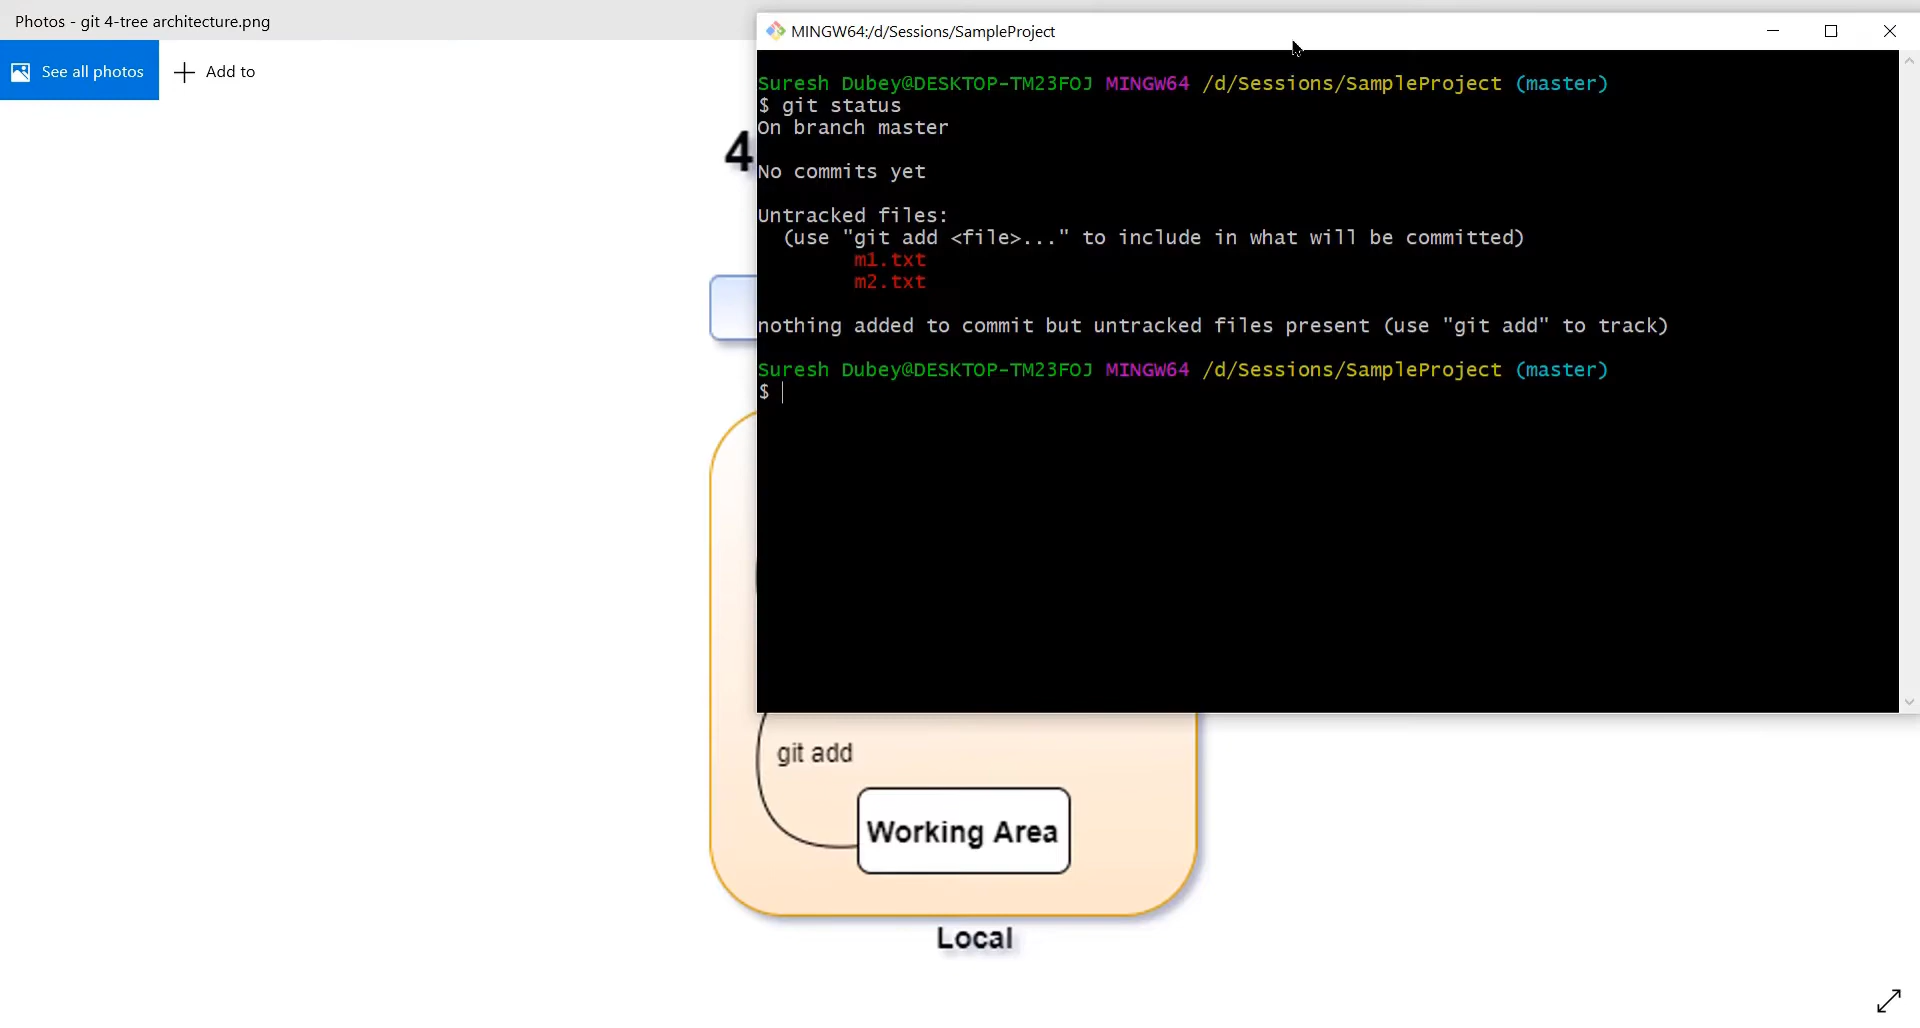 Photos - git 4-tree architecture.png
See all photos
Add to
4
MINGW64:/d/Sessions/SampleProject
Suresh Dubey@DESKTOP-TM23FOJ MINGW64 /d/Sessions/SampleProject (master)
$ git status
On branch master
No commits yet
Untracked files:
(use "git add <file>..." to include in what will be committed)
m1.txt
m2.txt
nothing added to commit but untracked files present (use "git add" to track)
Suresh Dubey@DESKTOP-TM23FOJ MINGW64 /d/Sessions/SampleProject (master)
$
git add
Working Area
Local